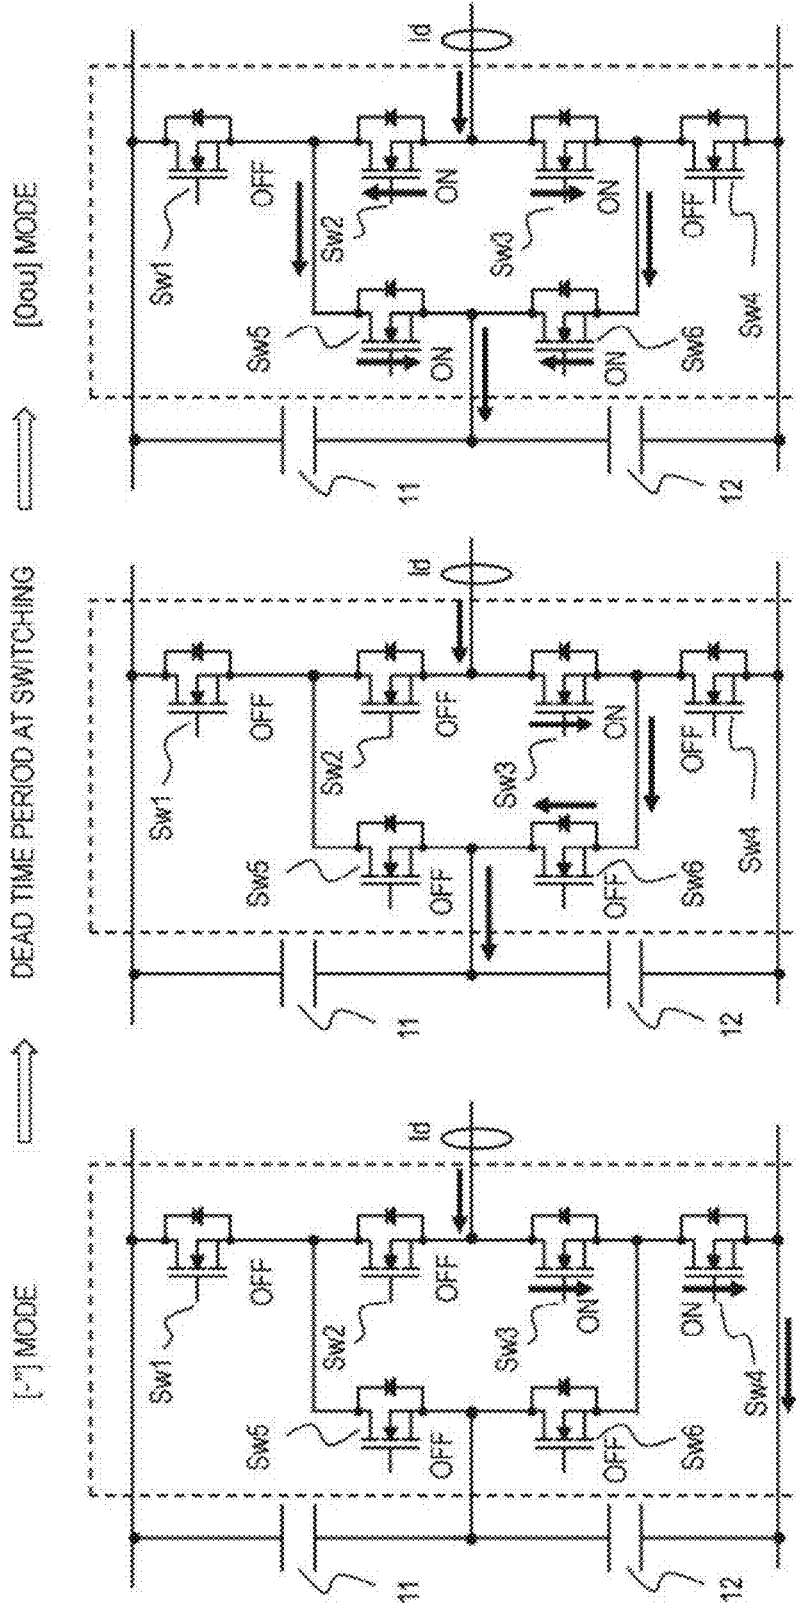 [-"] MODE
Sw1
OFF
Sw5
Sw2
11
Id
OFF
OFF
Sw3
ON
OFF
Sw6
ON
12
Sw4
DEAD TIME PERIOD AT SWITCHING
Sw1
OFF
Sw5
Sw2
11
Id
OFF
OFF
Sw3
OFF
ON
Sw6
OFF
12
Sw4
[0ou] MODE
Sw1
OFF
Sw5
Sw2
11
Id
ON
ON
Sw3
ON
ON
Sw6
OFF
12
Sw4